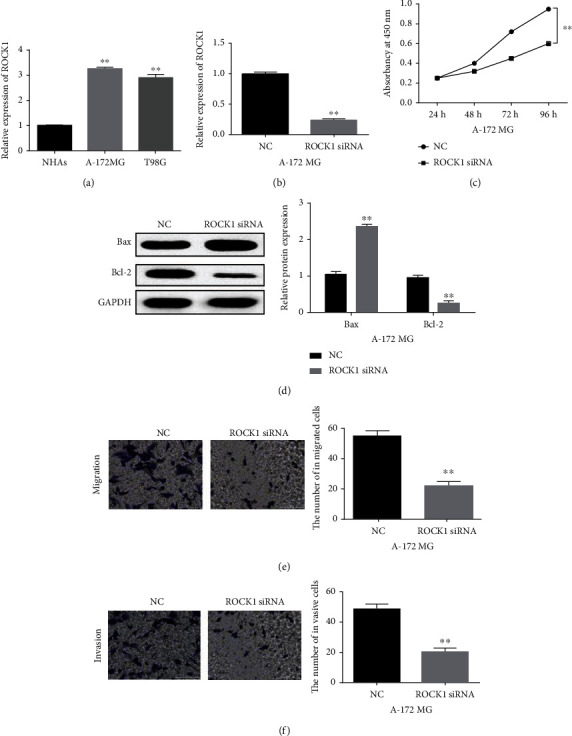 Relative expression of ROCK1
4
3
2
1
0
**
**
NHAs
A-172MG
T98G
(a)
Relative expression of ROCK1
1.5
1.0
0.5
0.0
**
NC
ROCK1 siRNA
A-172 MG
(b)
Absorbancy at 450 nm
1.0
0.8
0.6
0.4
0.2
0.0
**
24 h
48 h
72 h
96 h
A-172 MG
NC
ROCK1 siRNA
(c)
NC
ROCK1 siRNA
Bax
Bcl-2
GAPDH
Relative protein expression
3
2
1
0
**
**
Bax
Bcl-2
A-172 MG
NC
ROCK1 siRNA
(d)
NC
ROCK1 siRNA
Migration
The number of in migrated cells
60
40
20
0
**
NC
ROCK1 siRNA
A-172 MG
(e)
NC
ROCK1 siRNA
Invasion
The number of in vasive cells
60
40
20
0
**
NC
ROCK1 siRNA
A-172 MG
(f)